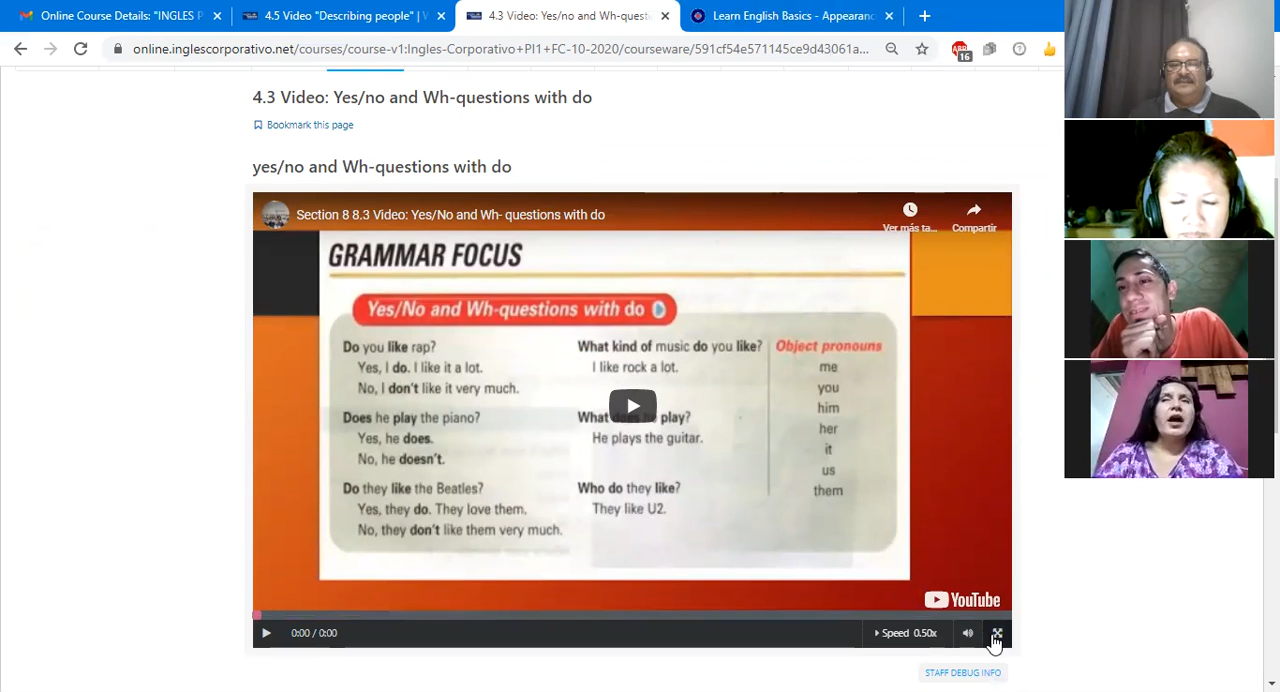 Online Course Details: "INGLES P
4.5 Video "Describing people" | V
4.3 Video: Yes/no and Wh-quest
Learn English Basics - Appearanc
online.inglescorporativo.net/courses/course-v1:Ingles-Corporativo+PI1+FC-10-2020/courseware/591cf54e571145ce9d43061a...
ABP
16
4.3 Video: Yes/no and Wh-questions with do
Bookmark this page
yes/no and Wh-questions with do
Section 8 8.3 Video: Yes/No and Wh- questions with do
Ver más ta...
Compartir
GRAMMAR FOCUS
Yes/No and Wh-questions with do
Do you like rap?
Yes, I do. I like it a lot.
No, I don't like it very much.
Does he play the piano?
Yes, he does.
No, he doesn't.
Do they like the Beatles?
Yes, they do. They love them.
No, they don't like them very much.
What kind of music do you like?
I like rock a lot.
What does he play?
He plays the guitar.
Who do they like?
They like U2.
Object pronouns
me
you
him
her
it
us
them
YouTube
0:00 / 0:00
Speed 0.50x
STAFF DEBUG INFO